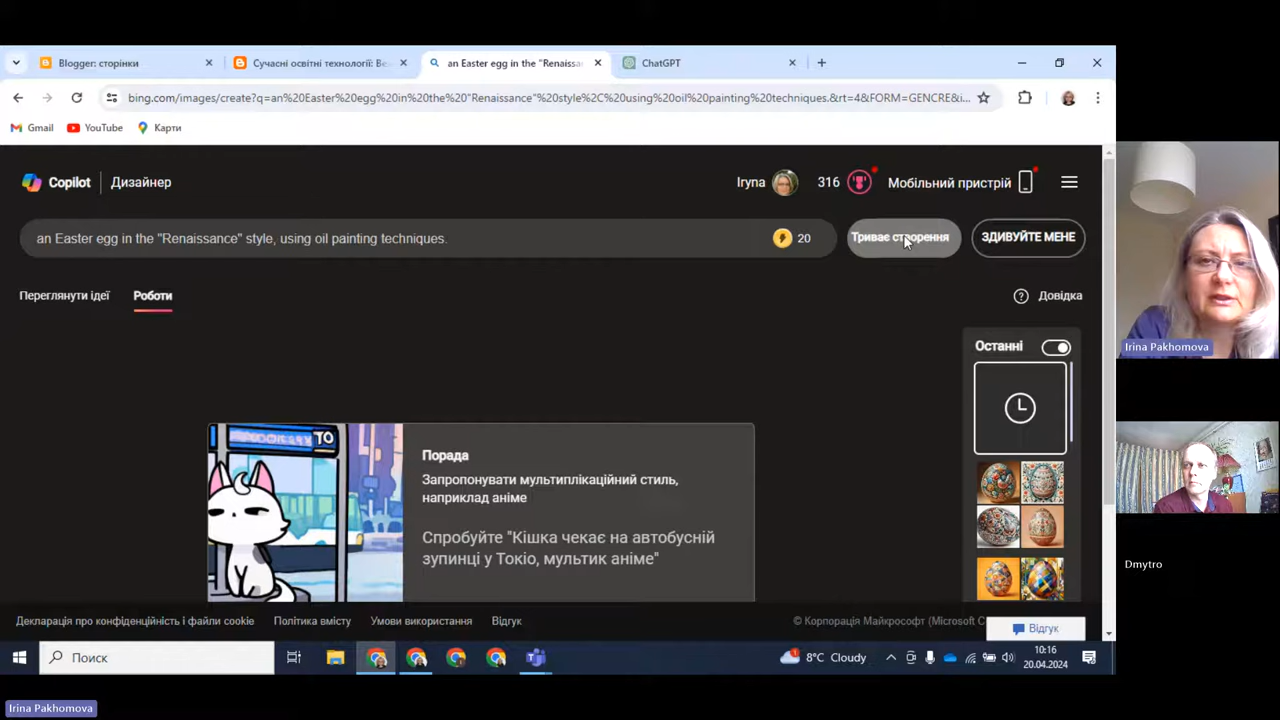 Blogger: сторінки
Сучасні освітні технології: Ве
an Easter egg in the "Renaissa
ChatGPT
bing.com/images/create?q=an%20Easter%20egg%20in%20the%20"Renaissance"%20style%2C%20using%20oil%20painting%20techniques.&rt=4&FORM=GENCRE&i...
Gmail
YouTube
Карти
Copilot
Дизайнер
Iryna
316
Мобільний пристрій
an Easter egg in the "Renaissance" style, using oil painting techniques.
20
Триває створення
ЗДИВУЙТЕ МЕНЕ
Переглянути ідеї
Роботи
Довідка
Останні
TO
Порада
Запропонувати мультиплікаційний стиль,
наприклад аніме
Спробуйте "Кішка чекає на автобусній
зупинці у Токіо, мультик аніме"
Irina Pakhomova
Dmytro
Декларація про конфіденційність і файли cookie
Політика вмісту
Умови використання
Відгук
© Корпорація Майкрософт (Microsoft C
Відгук
Поиск
8°C Cloudy
10:16
20.04.2024
Irina Pakhomova